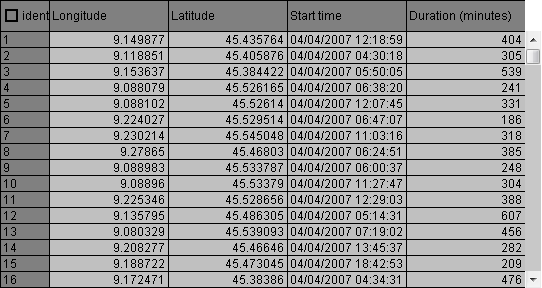 ident Longitude Latitude Start time Duration (minutes)
1 9.149877 45.435764 04/04/2007 12:18:59 404
2 9.118851 45.405876 04/04/2007 04:30:18 305
3 9.153637 45.384422 04/04/2007 05:50:05 539
4 9.088079 45.526165 04/04/2007 06:38:20 241
5 9.088102 45.52614 04/04/2007 12:07:45 331
6 9.224027 45.529514 04/04/2007 06:47:07 186
7 9.230214 45.545048 04/04/2007 11:03:16 318
8 9.27865 45.46803 04/04/2007 06:24:51 385
9 9.088983 45.533787 04/04/2007 06:00:37 248
10 9.08896 45.53379 04/04/2007 11:27:47 304
11 9.225346 45.528656 04/04/2007 12:29:03 388
12 9.135795 45.486305 04/04/2007 05:14:31 607
13 9.080329 45.539093 04/04/2007 07:19:02 456
14 9.208277 45.46646 04/04/2007 13:45:37 282
15 9.188722 45.473045 04/04/2007 18:42:53 209
16 9.172471 45.38386 04/04/2007 04:34:31 476